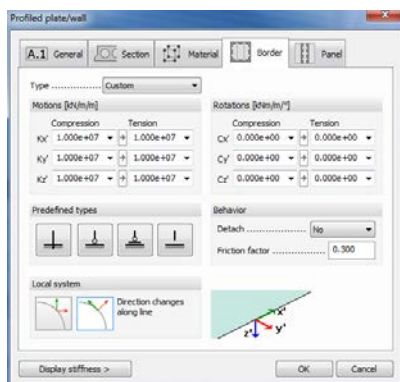 Profiled plate/wall
A.1 General Section Material Border Panel
Type Custom
Motions [kN/m/m] Rotations [kNm/m/°]
Compression Tension Compression Tension
Kx' 1.000e+07 1.000e+07 Cx' 0.000e+00 0.000e+00
Ky' 1.000e+07 1.000e+07 Cy' 0.000e+00 0.000e+00
Kz' 1.000e+07 1.000e+07 Cz' 0.000e+00 0.000e+00
Predefined types Behavior
Detach No
Friction factor 0.300
Local system
Direction changes
along line
x'
z' y'
Display stiffness > OK Cancel